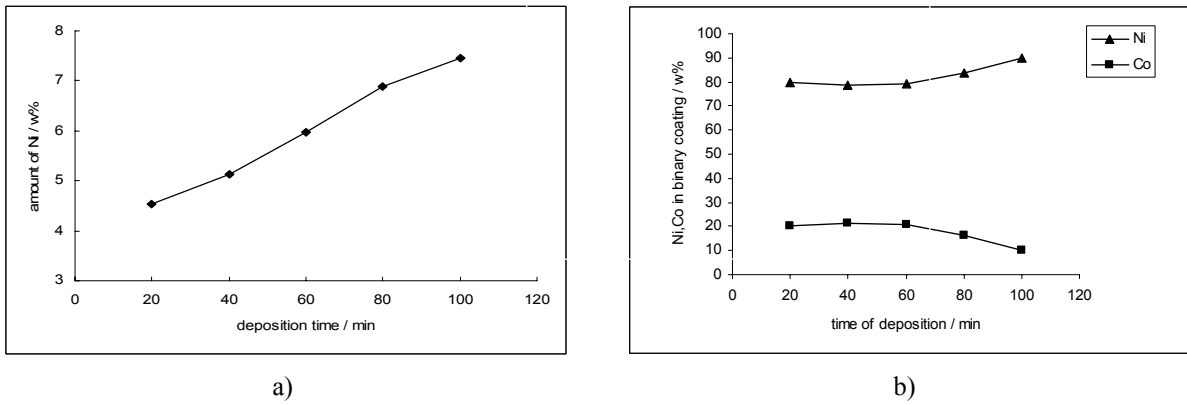 8
7
6
5
4
3
amount of Ni / w%
0 20 40 60 80 100 120
deposition time / min
a)
100
90
80
70
60
50
40
30
20
10
0
Ni,Co in binary coating / w%
0 20 40 60 80 100 120
time of deposition / min
Ni
Co
b)